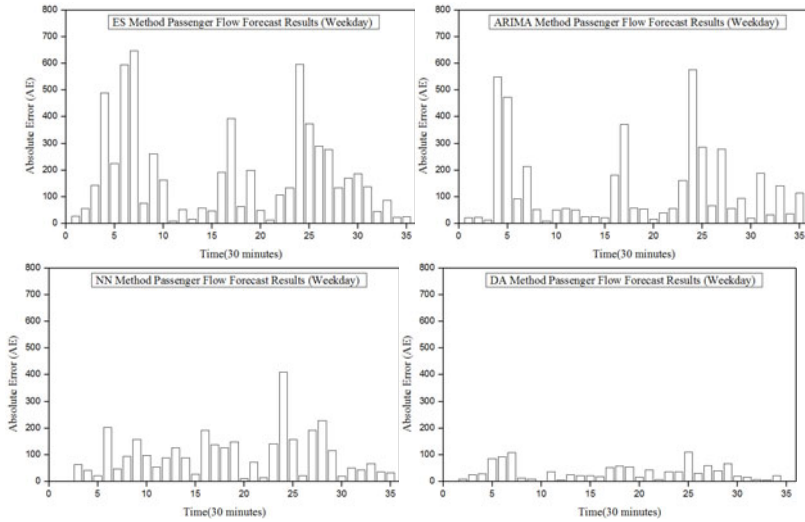 ES Method Passenger Flow Forecast Results (Weekday)
800
700
600
500
400
300
200
100
0
Absolute Error (AE)
0 5 10 15 20 25 30 35
Time(30 minutes)
ARIMA Method Passenger Flow Forecast Results (Weekday)
800
700
600
500
400
300
200
100
0
Absolute Error (AE)
0 5 10 15 20 25 30 35
Time(30 minutes)
NN Method Passenger Flow Forecast Results (Weekday)
800
700
600
500
400
300
200
100
0
Absolute Error (AE)
0 5 10 15 20 25 30 35
Time(30 minutes)
DA Method Passenger Flow Forecast Results (Weekday)
800
700
600
500
400
300
200
100
0
Absolute Error (AE)
0 5 10 15 20 25 30 35
Time(30 minutes)